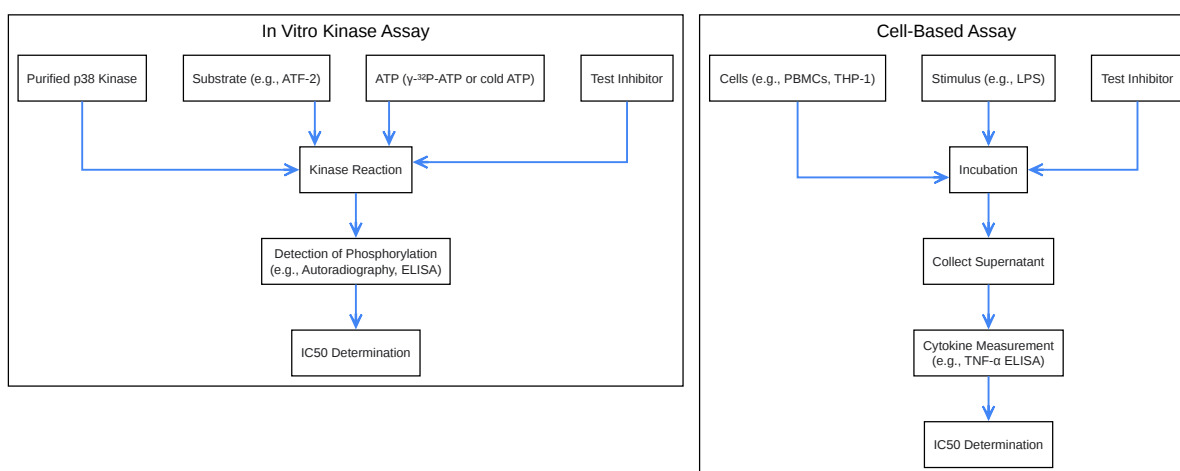 In Vitro Kinase Assay
Purified p38 Kinase
Substrate (e.g., ATF-2)
ATP (γ-³²P-ATP or cold ATP)
Test Inhibitor
Kinase Reaction
Detection of Phosphorylation
(e.g., Autoradiography, ELISA)
IC50 Determination
Cell-Based Assay
Cells (e.g., PBMCs, THP-1)
Stimulus (e.g., LPS)
Test Inhibitor
Incubation
Collect Supernatant
Cytokine Measurement
(e.g., TNF-α ELISA)
IC50 Determination